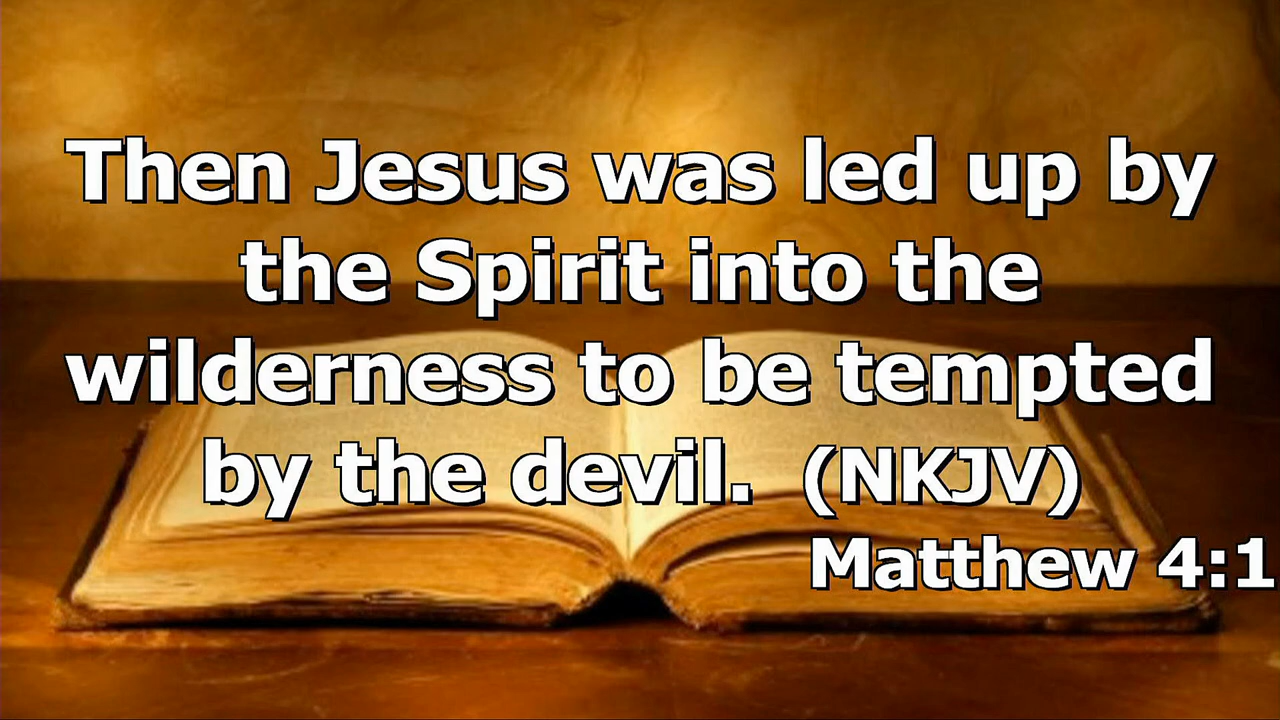 Then Jesus was led up by
the Spirit into the
wilderness to be tempted
by the devil.  (NKJV)
Matthew 4:1